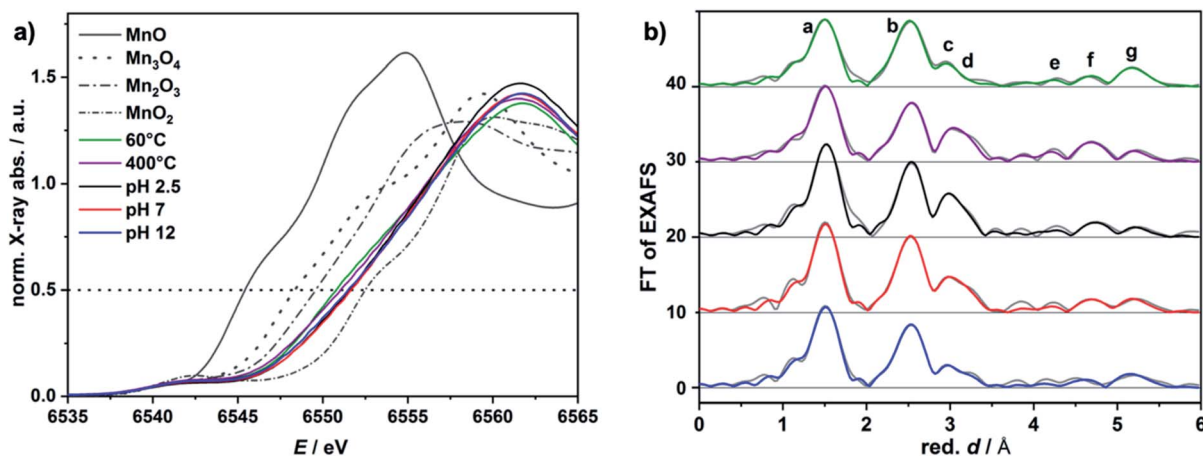 a)
norm. X-ray abs. / a.u.
1.5
1.0
0.5
0.0
MnO
Mn₃O₄
Mn₂O₃
MnO₂
60°C
400°C
pH 2.5
pH 7
pH 12
6535 6540 6545 6550 6555 6560 6565
E / eV
b)
FT of EXAFS
40
30
20
10
0
a b c d e f g
0 1 2 3 4 5 6
red. d / Å